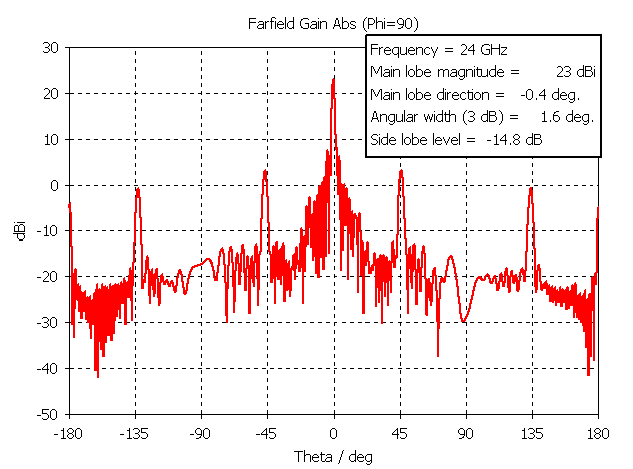 Farfield Gain Abs (Phi=90)
Frequency = 24 GHz
Main lobe magnitude = 23 dBi
Main lobe direction = -0.4 deg.
Angular width (3 dB) = 1.6 deg.
Side lobe level = -14.8 dB
30
20
10
0
-10
-20
-30
-40
-50
dBi
-180 -135 -90 -45 0 45 90 135 180
Theta / deg